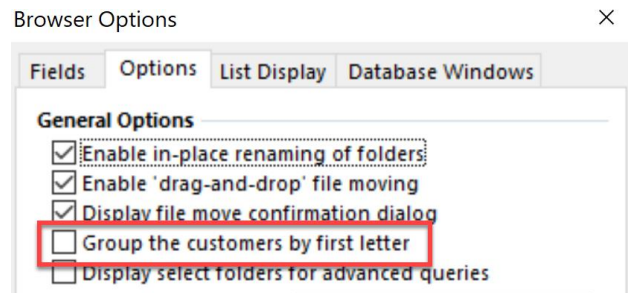 Browser Options
Fields Options List Display Database Windows
General Options
Enable in-place renaming of folders
Enable 'drag-and-drop' file moving
Display file move confirmation dialog
Group the customers by first letter
Display select folders for advanced queries